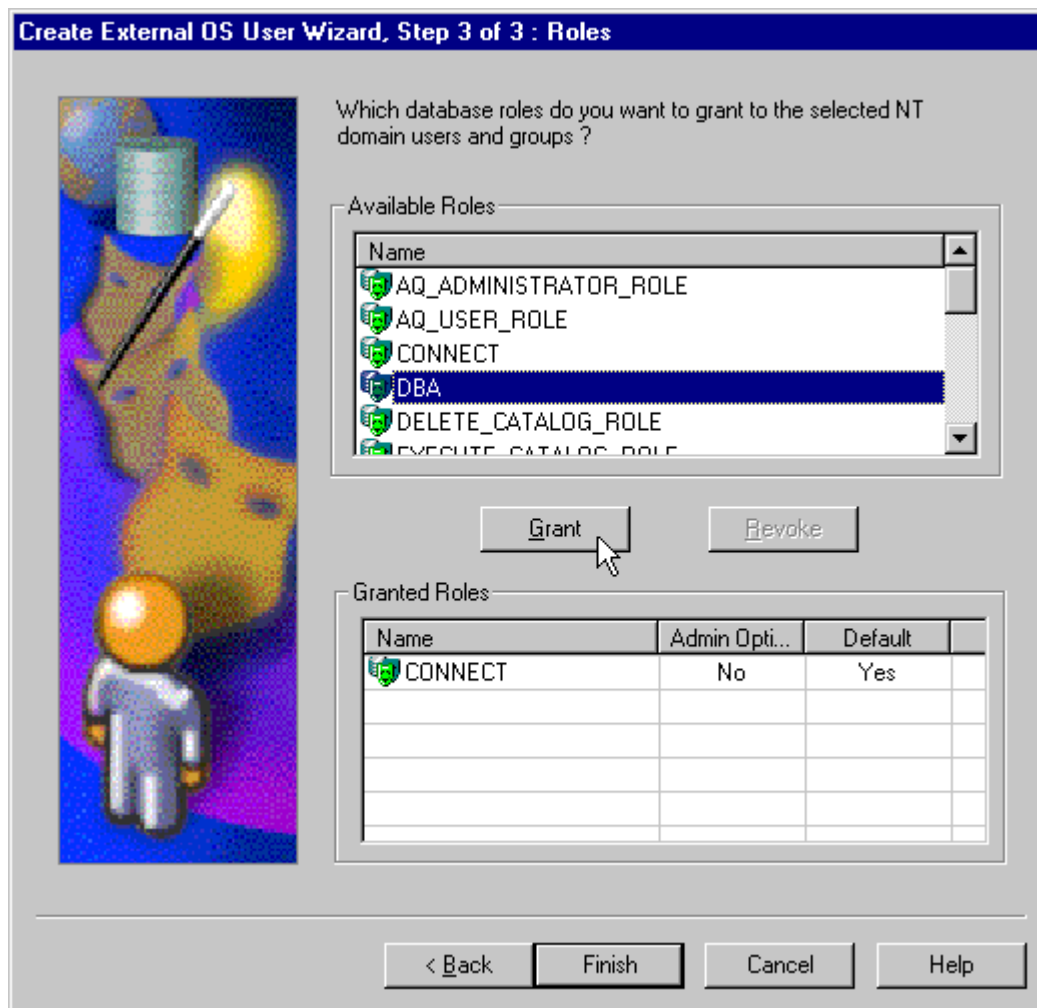 Create External OS User Wizard, Step 3 of 3 : Roles
Which database roles do you want to grant to the selected NT
domain users and groups ?
Available Roles
Name
AQ_ADMINISTRATOR_ROLE
AQ_USER_ROLE
CONNECT
DBA
DELETE_CATALOG_ROLE
EXECUTE_CATALOG_ROLE
Grant Revoke
Granted Roles
Name Admin Opti... Default
CONNECT No Yes
< Back Finish Cancel Help